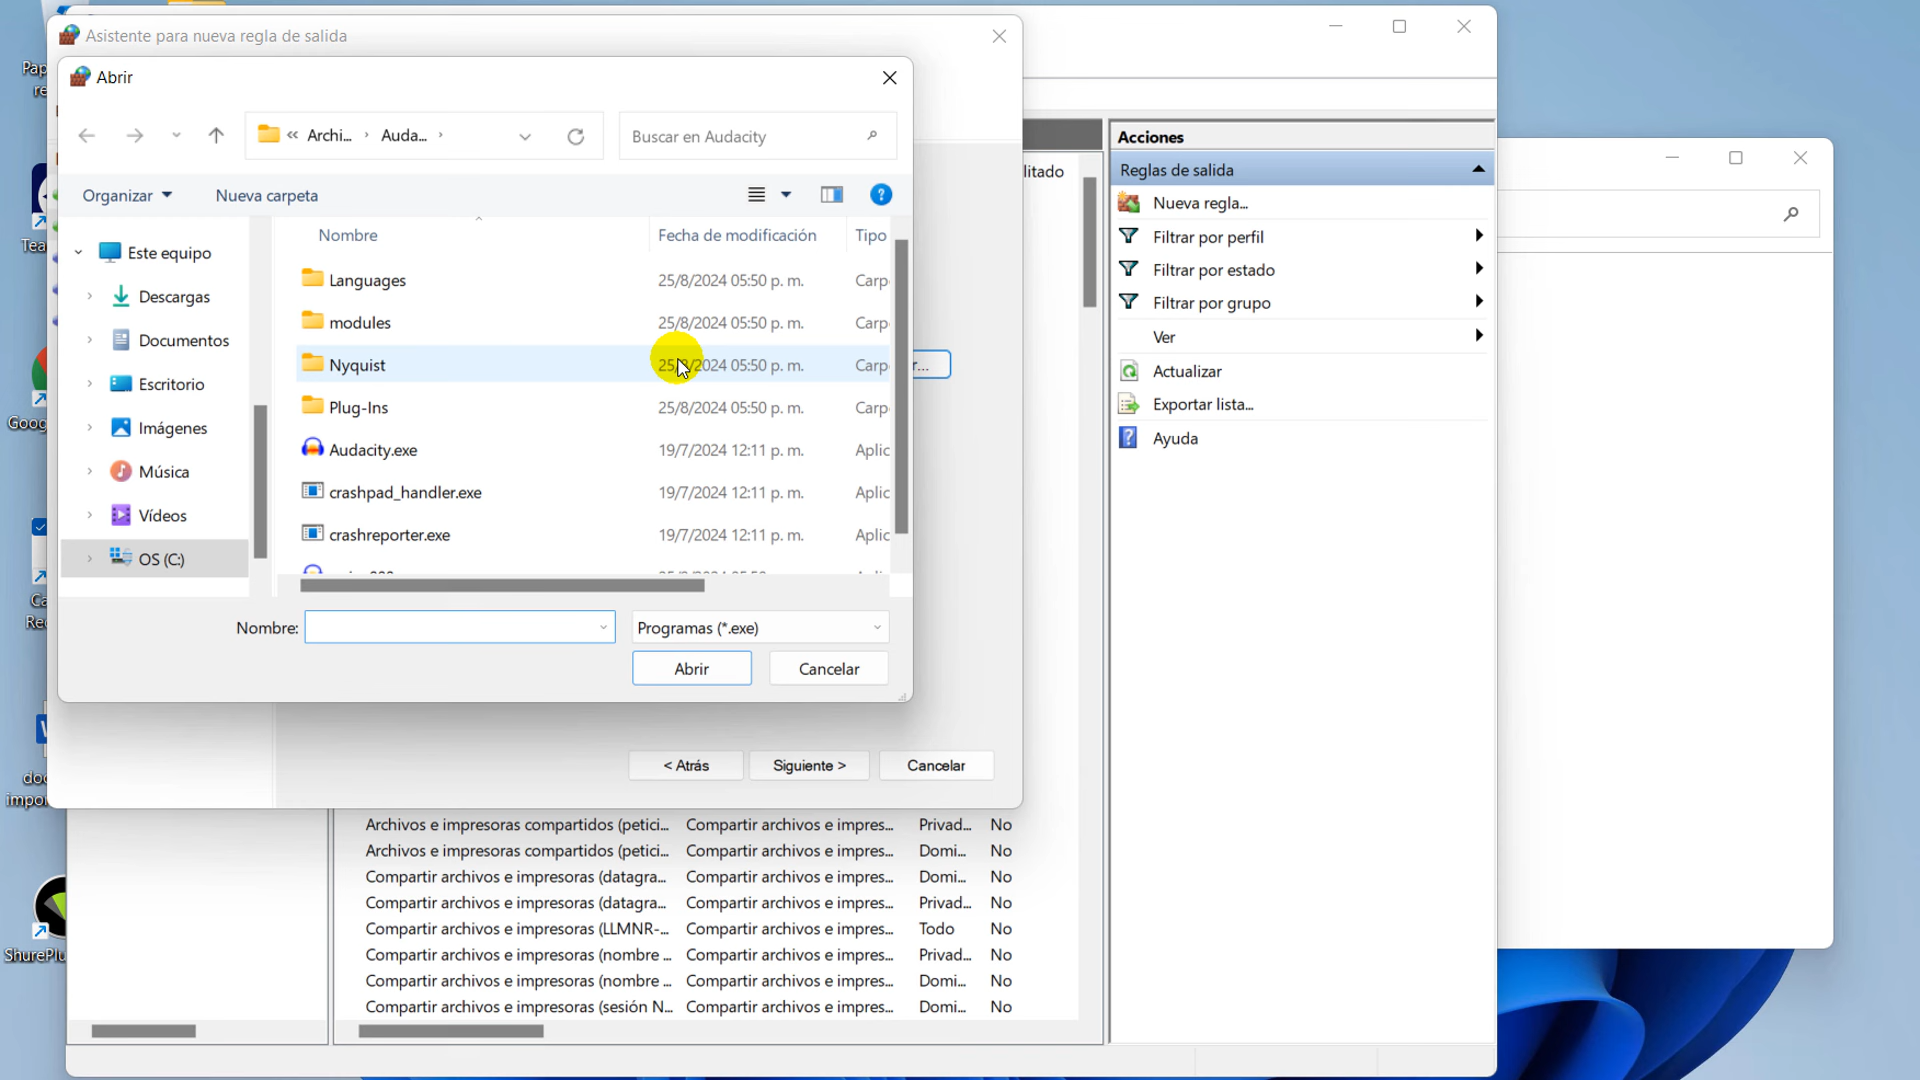 Asistente para nueva regla de salida
Abrir
Archi... Auda...
Buscar en Audacity
Organizar
Nueva carpeta
Este equipo
Descargas
Documentos
Escritorio
Imágenes
Música
Vídeos
OS (C:)
Nombre Fecha de modificación Tipo
Languages 25/8/2024 05:50 p. m. Carp
modules 25/8/2024 05:50 p. m. Carp
Nyquist 25/8/2024 05:50 p. m. Carp
Plug-Ins 25/8/2024 05:50 p. m. Carp
Audacity.exe 19/7/2024 12:11 p. m. Aplic
crashpad_handler.exe 19/7/2024 12:11 p. m. Aplic
crashreporter.exe 19/7/2024 12:11 p. m. Aplic
Nombre:
Programas (*.exe)
Abrir
Cancelar
r...
< Atrás
Siguiente >
Cancelar
litado
Archivos e impresoras compartidos (petici... Compartir archivos e impres... Privad... No
Archivos e impresoras compartidos (petici... Compartir archivos e impres... Domi... No
Compartir archivos e impresoras (datagra... Compartir archivos e impres... Domi... No
Compartir archivos e impresoras (datagra... Compartir archivos e impres... Privad... No
Compartir archivos e impresoras (LLMNR-... Compartir archivos e impres... Todo No
Compartir archivos e impresoras (nombre ... Compartir archivos e impres... Privad... No
Compartir archivos e impresoras (nombre ... Compartir archivos e impres... Domi... No
Compartir archivos e impresoras (sesión N... Compartir archivos e impres... Domi... No
Acciones
Reglas de salida
Nueva regla...
Filtrar por perfil
Filtrar por estado
Filtrar por grupo
Ver
Actualizar
Exportar lista...
Ayuda
Pap
re
Tea
Goog
Ca
Rec
doc
impor
ShurePlu